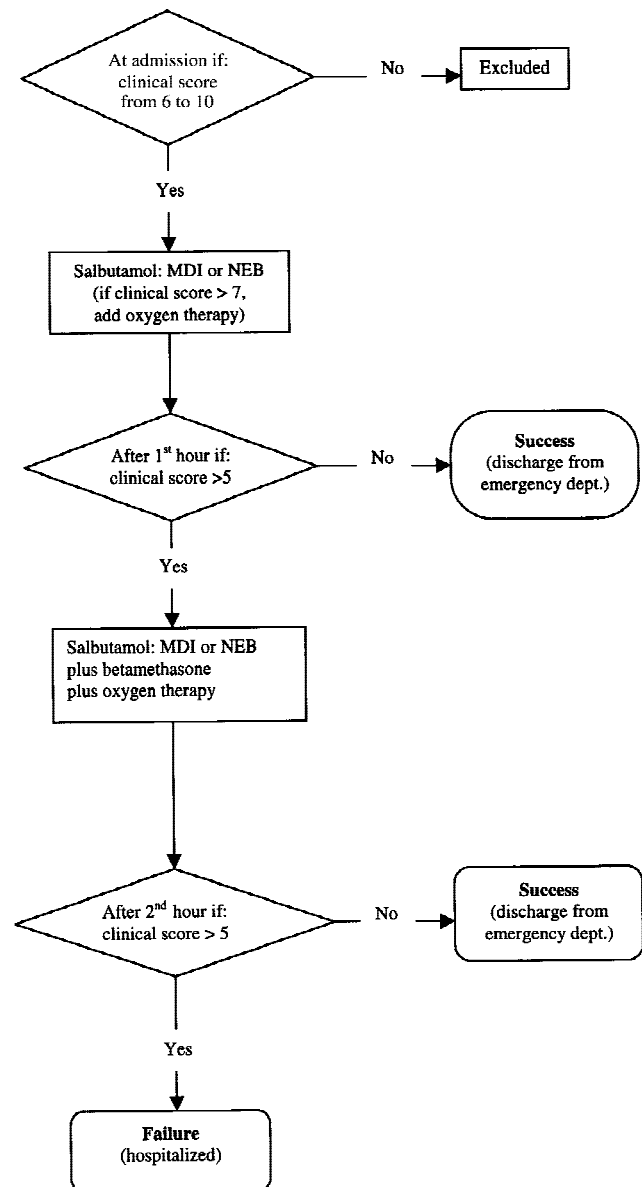 At admission if:
clinical score
from 6 to 10
No
Excluded
Yes
Salbutamol: MDI or NEB
(if clinical score > 7,
add oxygen therapy)
After 1st hour if:
clinical score >5
No
Success
(discharge from
emergency dept.)
Yes
Salbutamol: MDI or NEB
plus betamethasone
plus oxygen therapy
After 2nd hour if:
clinical score > 5
No
Success
(discharge from
emergency dept.)
Yes
Failure
(hospitalized)